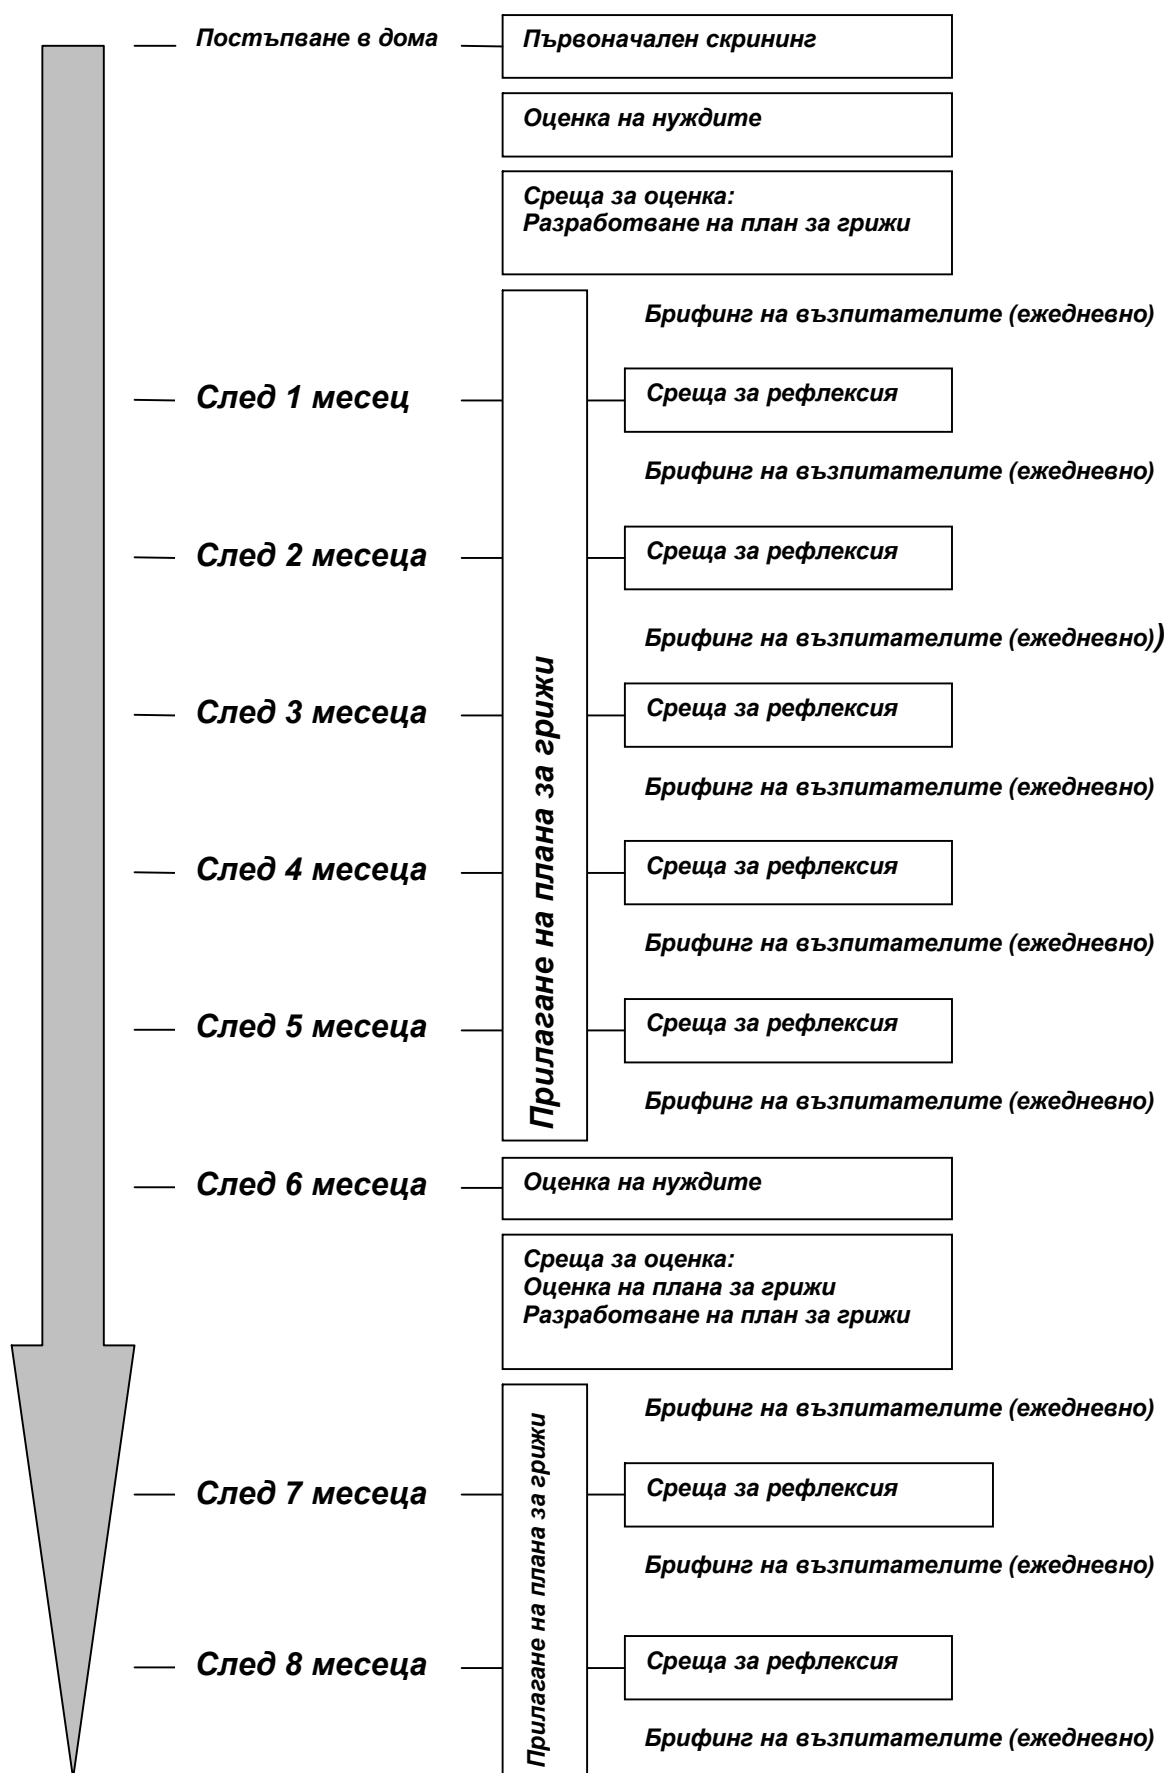 Постъпване в дома
Първоначален скрининг
Оценка на нуждите
Среща за оценка:
Разработване на план за грижи
Прилагане на плана за грижи
Брифинг на възпитателите (ежедневно)
След 1 месец
Среща за рефлексия
Брифинг на възпитателите (ежедневно)
След 2 месеца
Среща за рефлексия
Брифинг на възпитателите (ежедневно))
След 3 месеца
Среща за рефлексия
Брифинг на възпитателите (ежедневно)
След 4 месеца
Среща за рефлексия
Брифинг на възпитателите (ежедневно)
След 5 месеца
Среща за рефлексия
Брифинг на възпитателите (ежедневно)
След 6 месеца
Оценка на нуждите
Среща за оценка:
Оценка на плана за грижи
Разработване на план за грижи
Прилагане на плана за грижи
Брифинг на възпитателите (ежедневно)
След 7 месеца
Среща за рефлексия
Брифинг на възпитателите (ежедневно)
След 8 месеца
Среща за рефлексия
Брифинг на възпитателите (ежедневно)